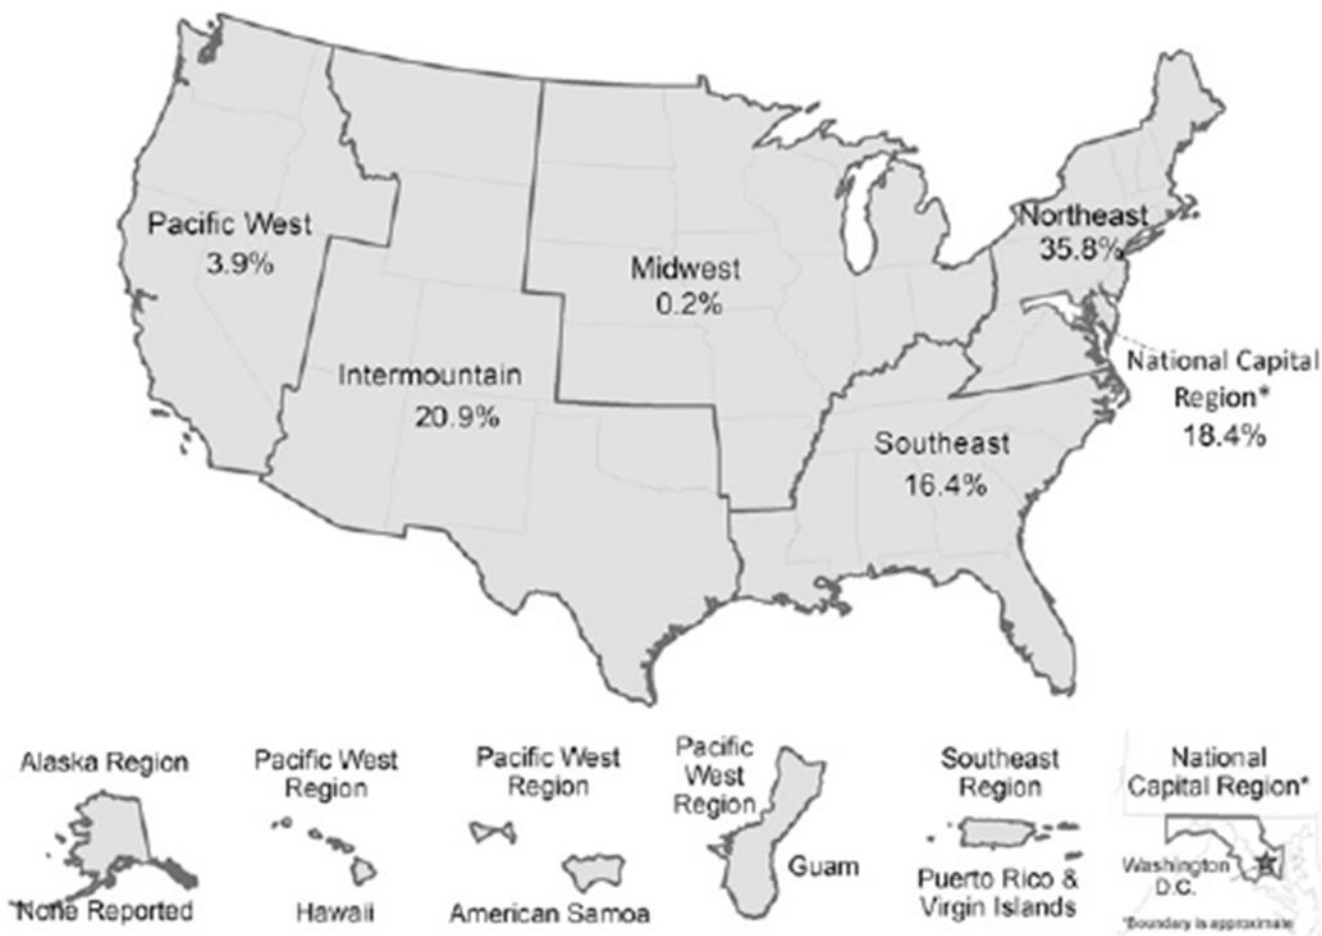 Pacific West
3.9%
Northeast
35.8%
Midwest
0.2%
Intermountain
20.9%
National Capital
Region*
18.4%
Southeast
16.4%
Alaska Region
None Reported
Pacific West
Region
Hawaii
Pacific West
Region
American Samoa
Pacific
West
Region
Guam
Southeast
Region
Puerto Rico &
Virgin Islands
National
Capital Region*
Washington
D.C.
*Boundary is approximate